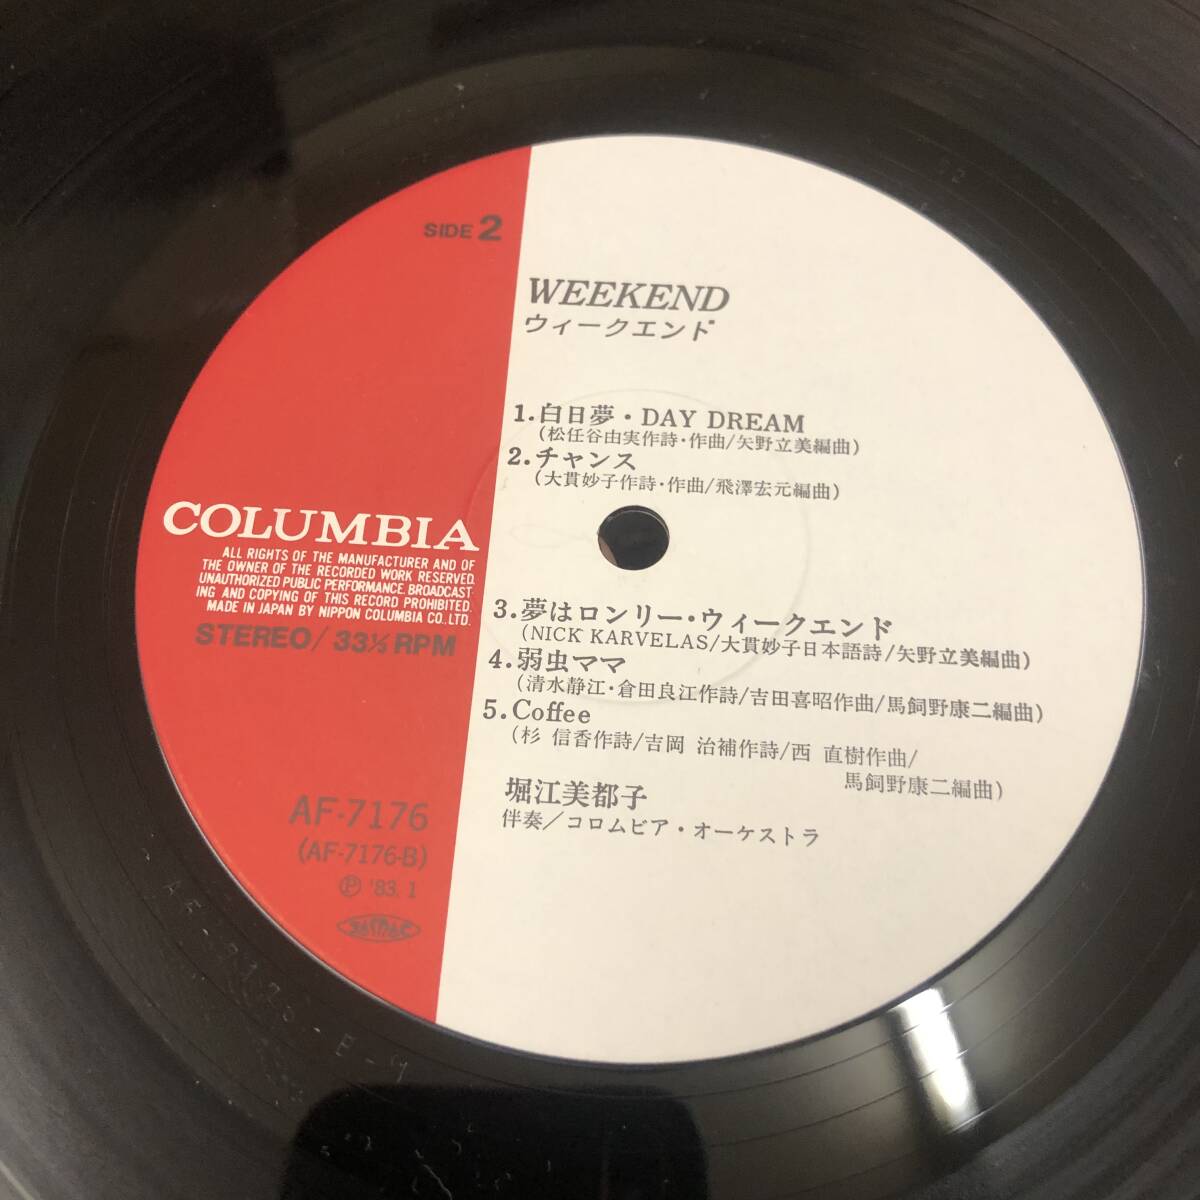 SIDE 2
WEEKEND
ウィークエンド
1.白日夢・DAY DREAM
(松任谷由実作詩・作曲/矢野立美編曲)
2.チャンス
(大貫妙子作詩・作曲/飛澤宏元編曲)
COLUMBIA
ALL RIGHTS OF THE MANUFACTURER AND OF
THE OWNER OF THE RECORDED WORK RESERVED.
UNAUTHORIZED PUBLIC PERFORMANCE. BROADCAST-
ING AND COPYING OF THIS RECORD PROHIBITED.
MADE IN JAPAN BY NIPPON COLUMBIA CO., LTD.
STEREO/33⅓ RPM
3.夢はロンリー・ウィークエンド
(NICK KARVELAS/大貫妙子日本語詩/矢野立美編曲)
4.弱虫ママ
(清水静江・倉田良江作詩/吉田喜昭作曲/馬飼野康二編曲)
5.Coffee
(杉 信香作詩/吉岡 治補作詩/西 直樹作曲/
馬飼野康二編曲)
堀江美都子
伴奏/コロムビア・オーケストラ
AF-7176
(AF-7176-B)
Ⓟ '83. 1